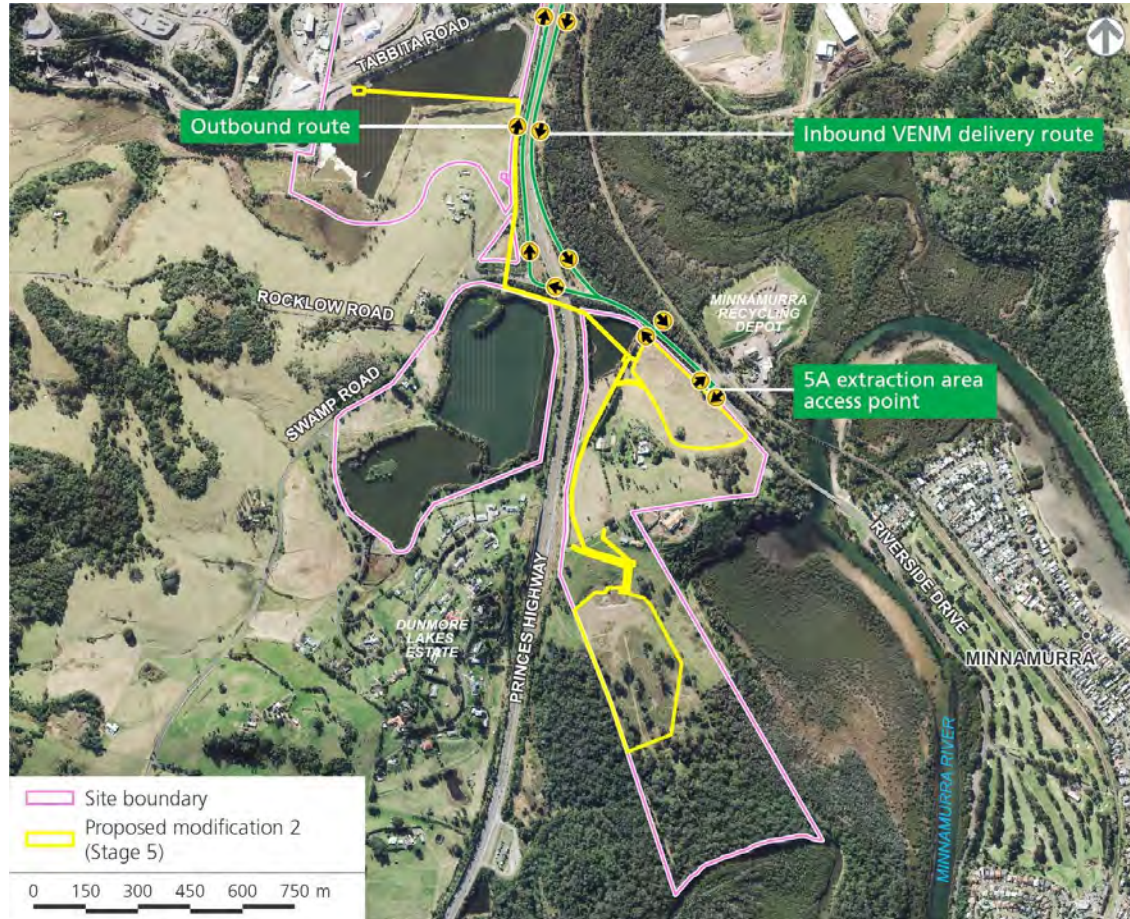 TABBITA ROAD
Outbound route
Inbound VENM delivery route
ROCKLOW ROAD
MINNAMURRA
RECYCLING
DEPOT
SWAMP ROAD
5A extraction area
access point
PRINCES HIGHWAY
RIVERSIDE DRIVE
DUNMORE
LAKES
ESTATE
MINNAMURRA
MINNAMURRA RIVER
Site boundary
Proposed modification 2
(Stage 5)
0 150 300 450 600 750 m